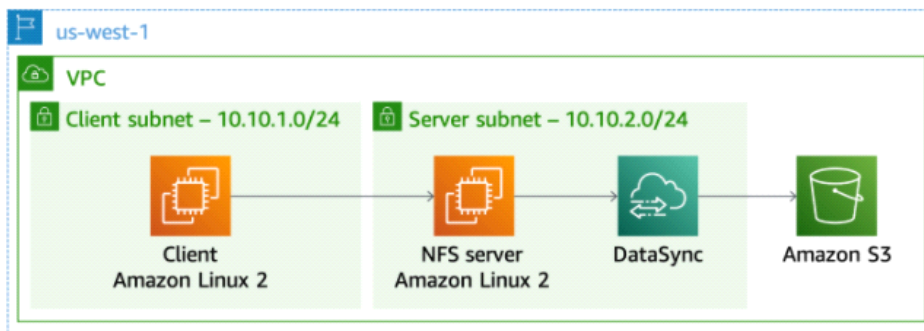 us-west-1
VPC
Client subnet – 10.10.1.0/24
Server subnet – 10.10.2.0/24
Client
Amazon Linux 2
NFS server
Amazon Linux 2
DataSync
Amazon S3